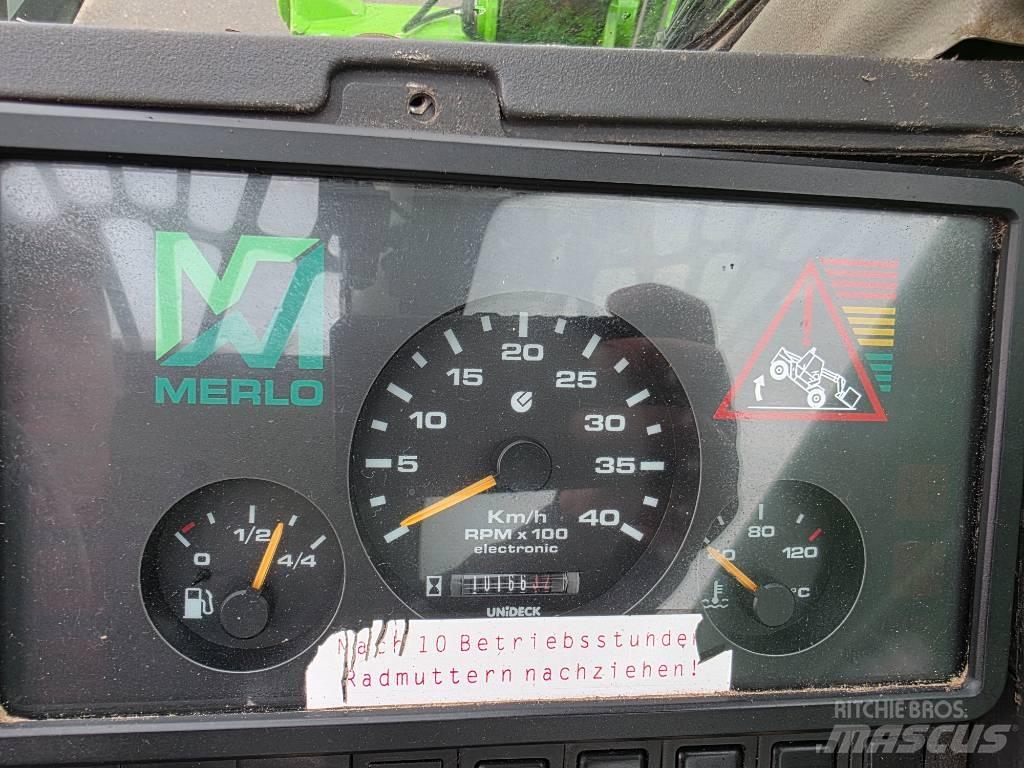 MERLO
5
10
15
20
25
30
35
40
Km/h
RPM x 100
electronic
UNiDECK
0
1/2
4/4
80
120
°C
Nach 10 Betriebsstunden
Radmuttern nachziehen!
RITCHIE BROS.
MASCUS